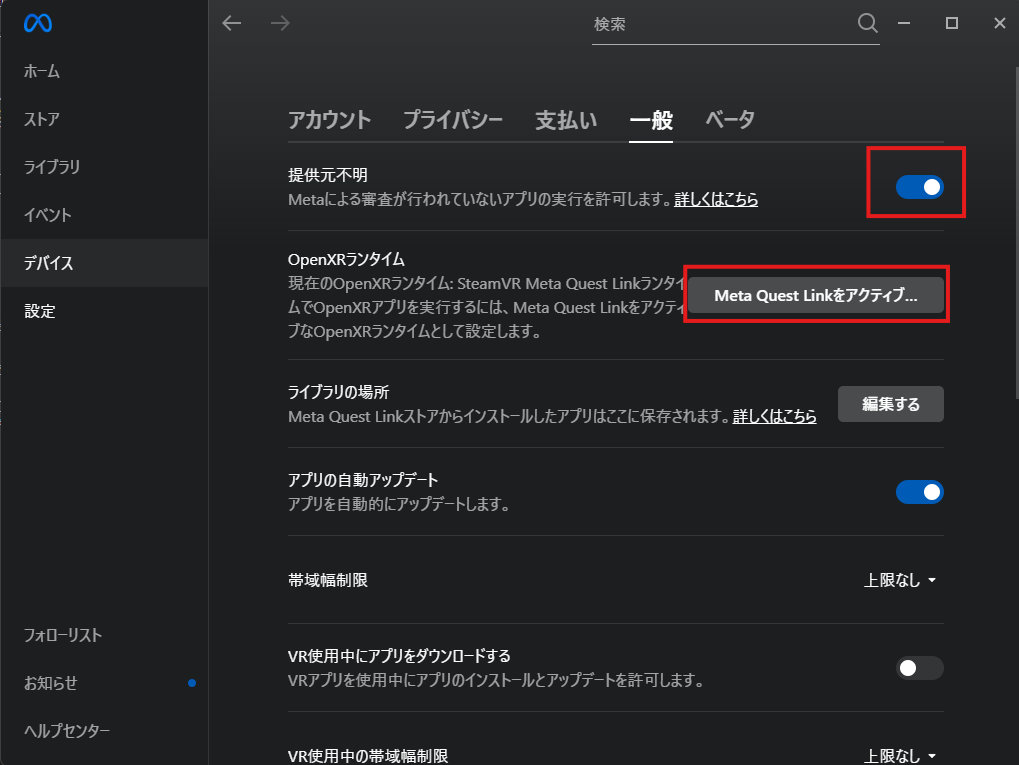 検索
ホーム
ストア
ライブラリ
イベント
デバイス
設定
フォローリスト
お知らせ
ヘルプセンター
アカウント プライバシー 支払い 一般 ベータ
提供元不明
Metaによる審査が行われていないアプリの実行を許可します。詳しくはこちら
OpenXRランタイム
現在のOpenXRランタイム: SteamVR Meta Quest Linkランタイ
ムでOpenXRアプリを実行するには、Meta Quest Linkをアクティ
ブなOpenXRランタイムとして設定します。
Meta Quest Linkをアクティブ...
ライブラリの場所
Meta Quest Linkストアからインストールしたアプリはここに保存されます。詳しくはこちら
編集する
アプリの自動アップデート
アプリを自動的にアップデートします。
帯域幅制限
上限なし
VR使用中にアプリをダウンロードする
VRアプリを使用中にアプリのインストールとアップデートを許可します。
VR使用中の帯域幅制限
上限なし